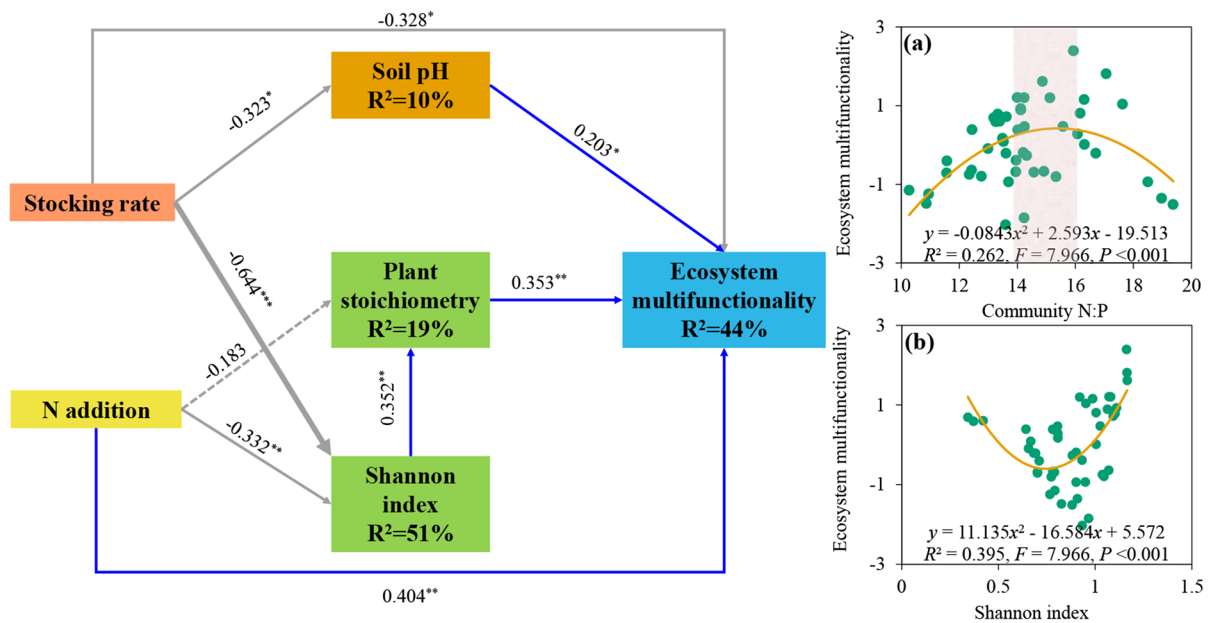 -0.328*
Soil pH
R²=10%
-0.323*
0.203*
Stocking rate
-0.644***
Plant
stoichiometry
R²=19%
0.353**
Ecosystem
multifunctionality
R²=44%
-0.183
0.352**
N addition
-0.332**
Shannon
index
R²=51%
0.404**
(a)
Ecosystem multifunctionality
3
1
-1
-3
y = -0.0843x² + 2.593x - 19.513
R² = 0.262, F = 7.966, P <0.001
10 12 14 16 18 20
Community N:P
(b)
Ecosystem multifunctionality
3
1
-1
-3
y = 11.135x² - 16.584x + 5.572
R² = 0.395, F = 7.966, P <0.001
0 0.5 1 1.5
Shannon index